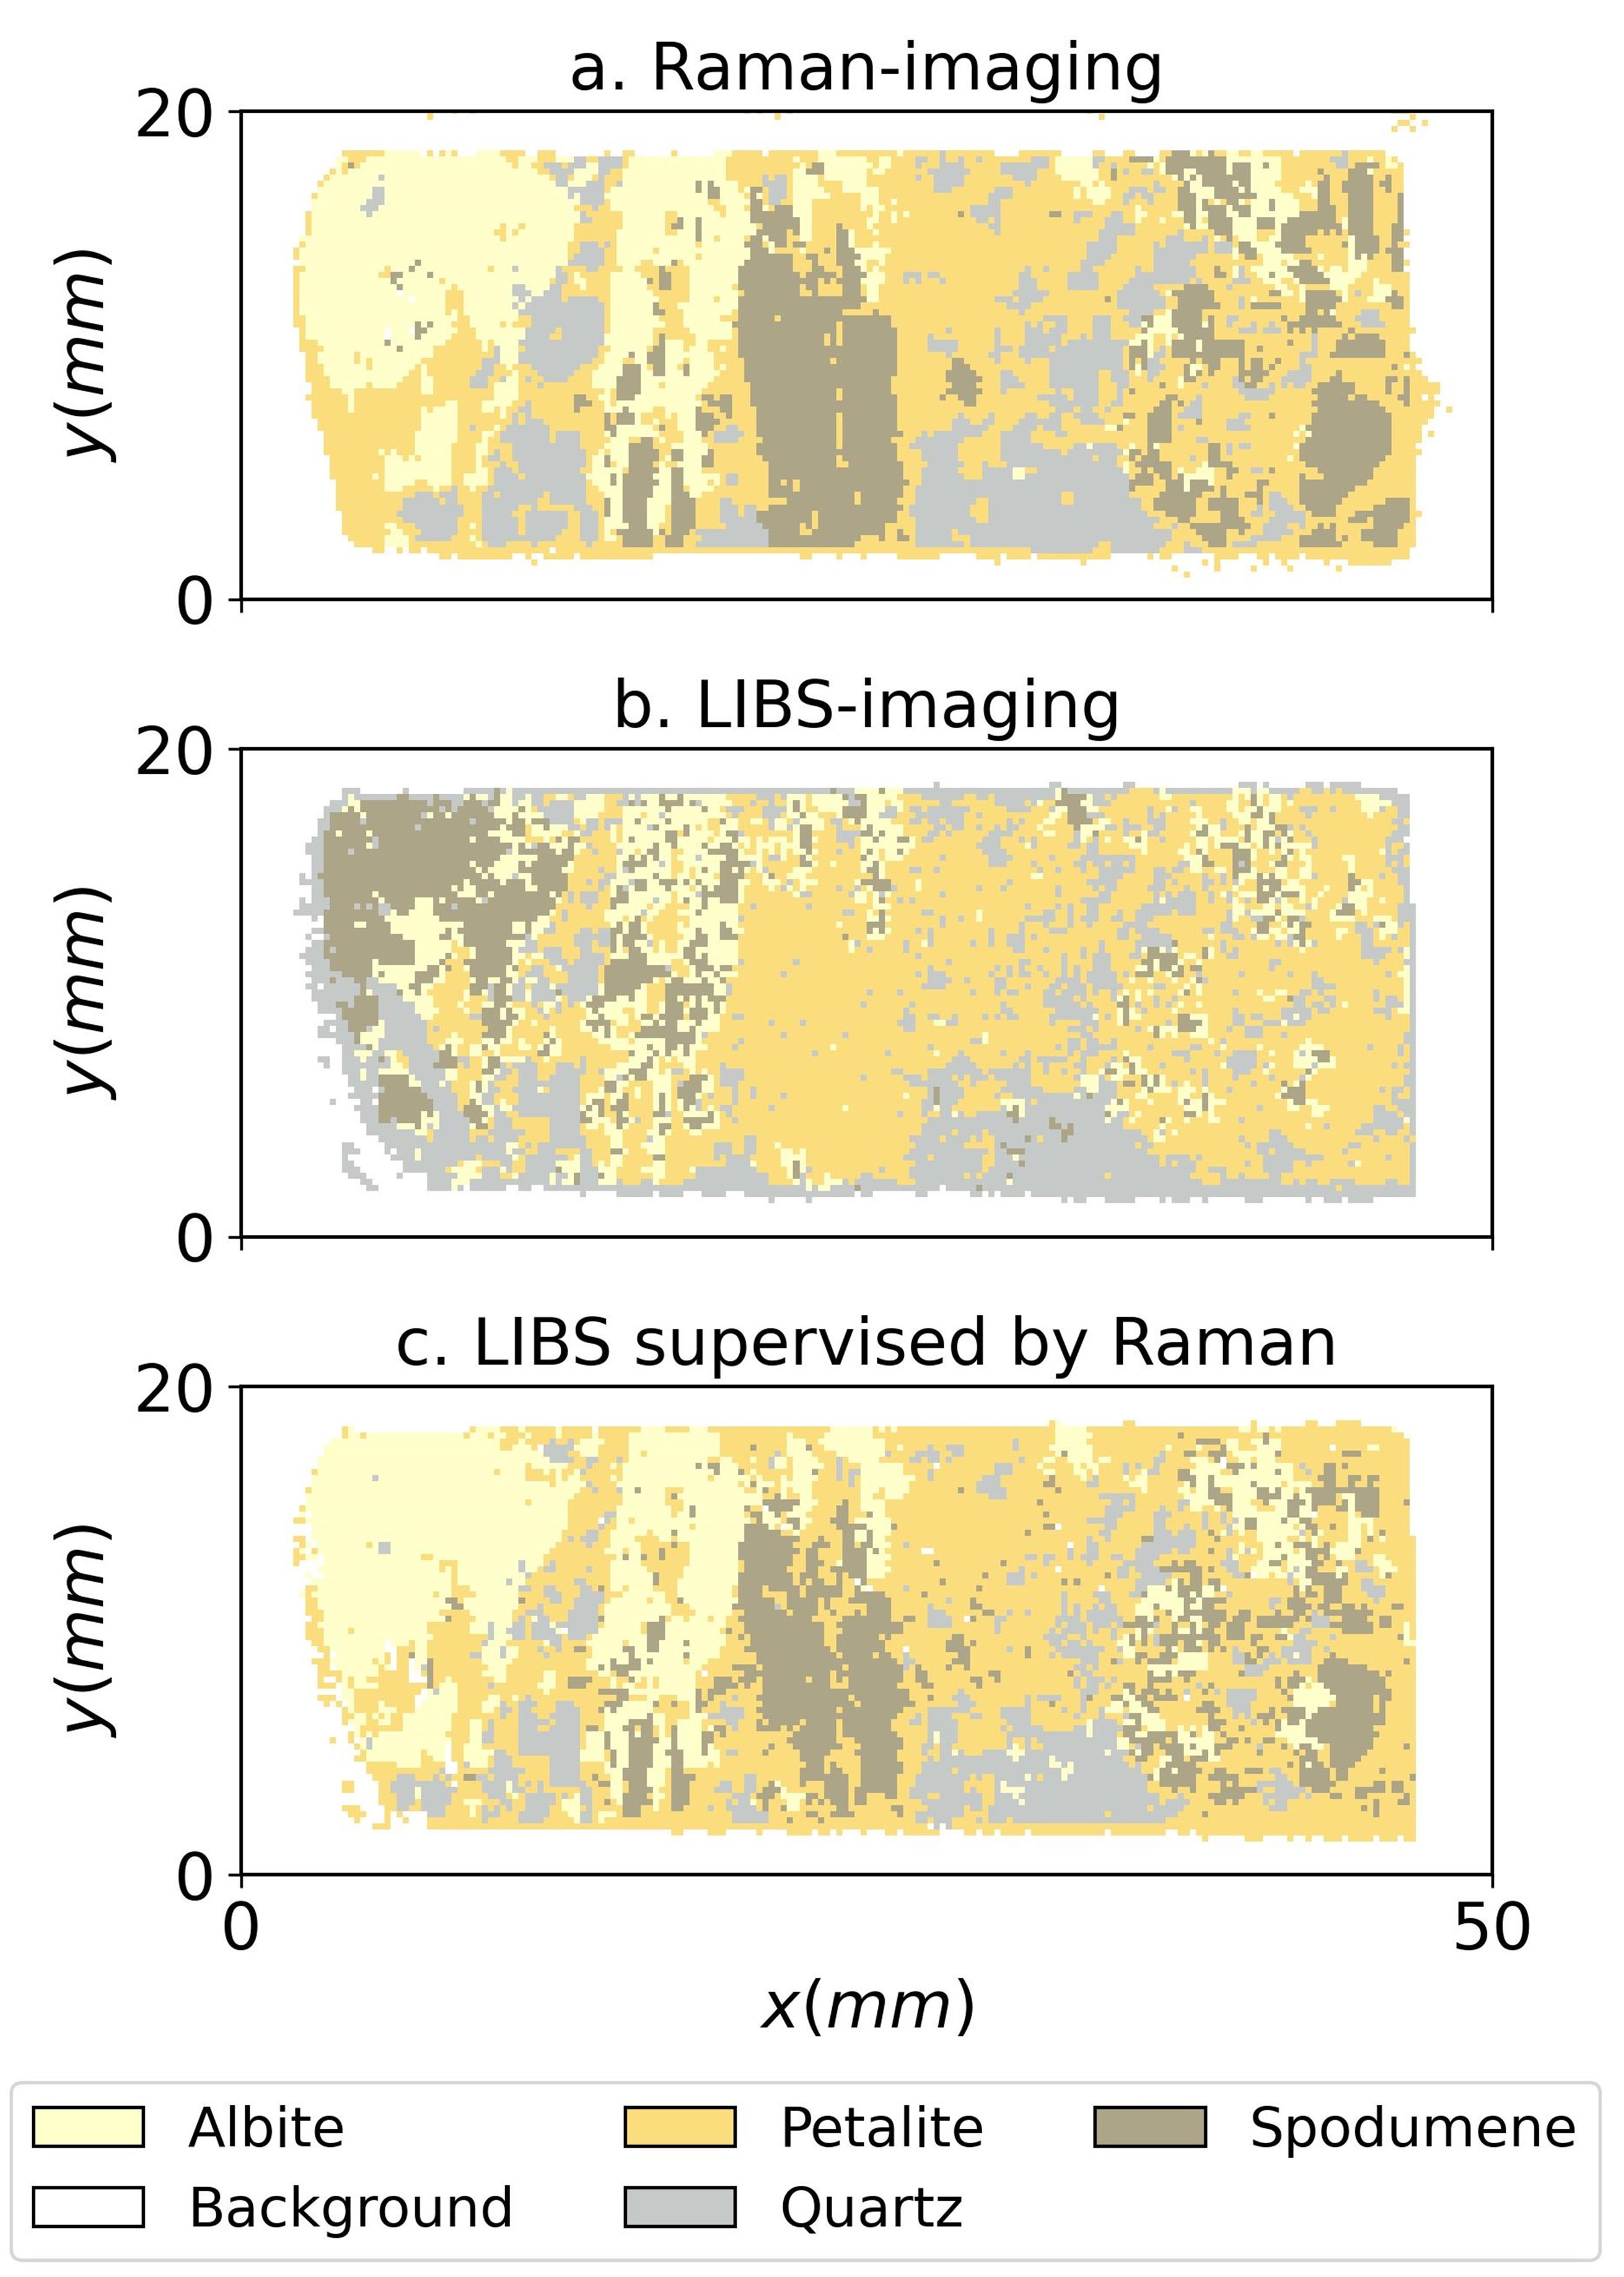 a. Raman-imaging
20
y(mm)
0
b. LIBS-imaging
20
y(mm)
0
c. LIBS supervised by Raman
20
y(mm)
0
0 50
x(mm)
Albite Petalite Spodumene
Background Quartz